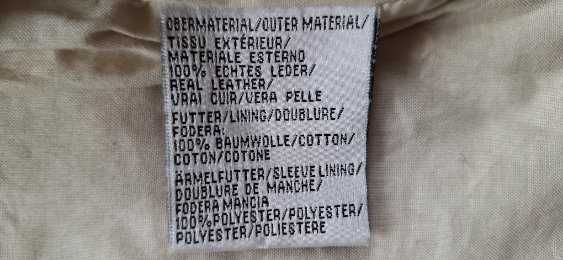 OBERMATERIAL/OUTER MATERIAL/
TISSU EXTÉRIEUR/
MATERIALE ESTERNO
100% ECHTES LEDER/
REAL LEATHER/
VRAI CUIR/VERA PELLE
FUTTER/LINING/DOUBLURE/
FODERA:
100% BAUMWOLLE/COTTON/
COTON/COTONE
ÄRMELFUTTER/SLEEVE LINING/
DOUBLURE DE MANCHE/
FODERA MANCIA
100%POLYESTER/POLYESTER/
POLYESTER/POLIESTERE